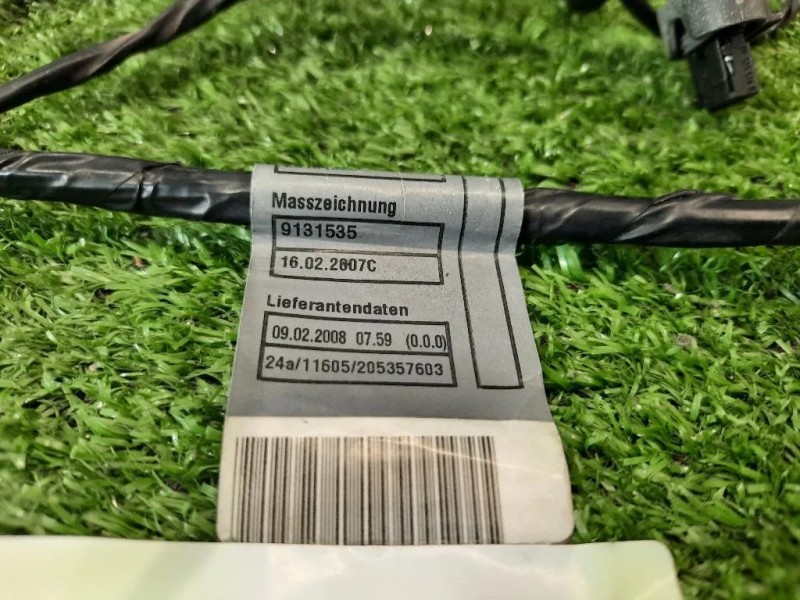 Masszeichnung
9131535
16.02.2007C
Lieferantendaten
09.02.2008 07.59 (0.0.0)
24a/11605/205357603